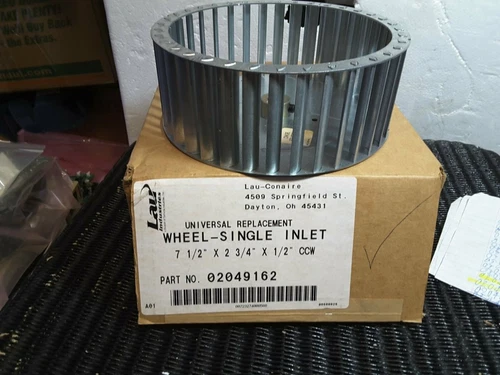 Lau
Industries
Lau-Conaire
4509 Springfield St.
Dayton, Oh 45431
UNIVERSAL REPLACEMENT
WHEEL-SINGLE INLET
7 1/2" X 2 3/4" X 1/2" CCW
PART NO. 02049162
A01